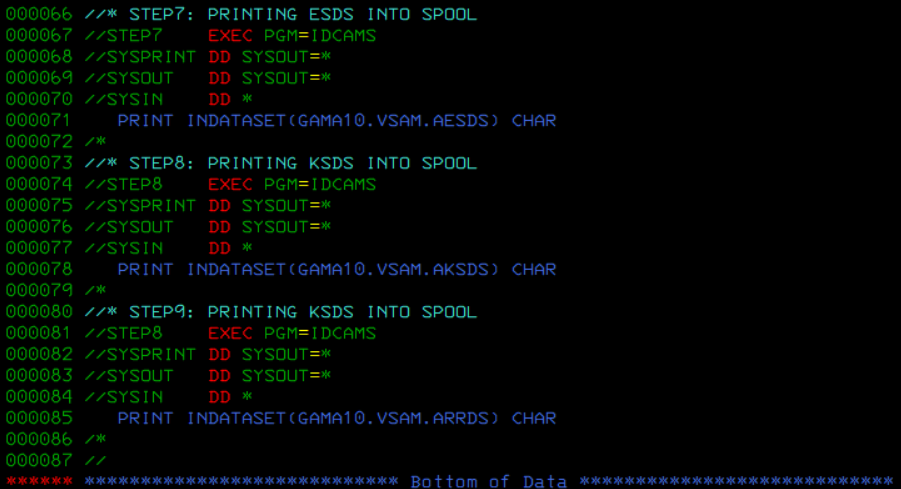 000066 //* STEP7: PRINTING ESDS INTO SPOOL
000067 //STEP7    EXEC PGM=IDCAMS
000068 //SYSPRINT DD SYSOUT=*
000069 //SYSOUT   DD SYSOUT=*
000070 //SYSIN    DD *
000071    PRINT INDATASET(GAMA10.VSAM.AESDS) CHAR
000072 /*
000073 //* STEP8: PRINTING KSDS INTO SPOOL
000074 //STEP8    EXEC PGM=IDCAMS
000075 //SYSPRINT DD SYSOUT=*
000076 //SYSOUT   DD SYSOUT=*
000077 //SYSIN    DD *
000078    PRINT INDATASET(GAMA10.VSAM.AKSDS) CHAR
000079 /*
000080 //* STEP9: PRINTING KSDS INTO SPOOL
000081 //STEP8    EXEC PGM=IDCAMS
000082 //SYSPRINT DD SYSOUT=*
000083 //SYSOUT   DD SYSOUT=*
000084 //SYSIN    DD *
000085    PRINT INDATASET(GAMA10.VSAM.ARRDS) CHAR
000086 /*
000087 //
****** **************************** Bottom of Data ****************************